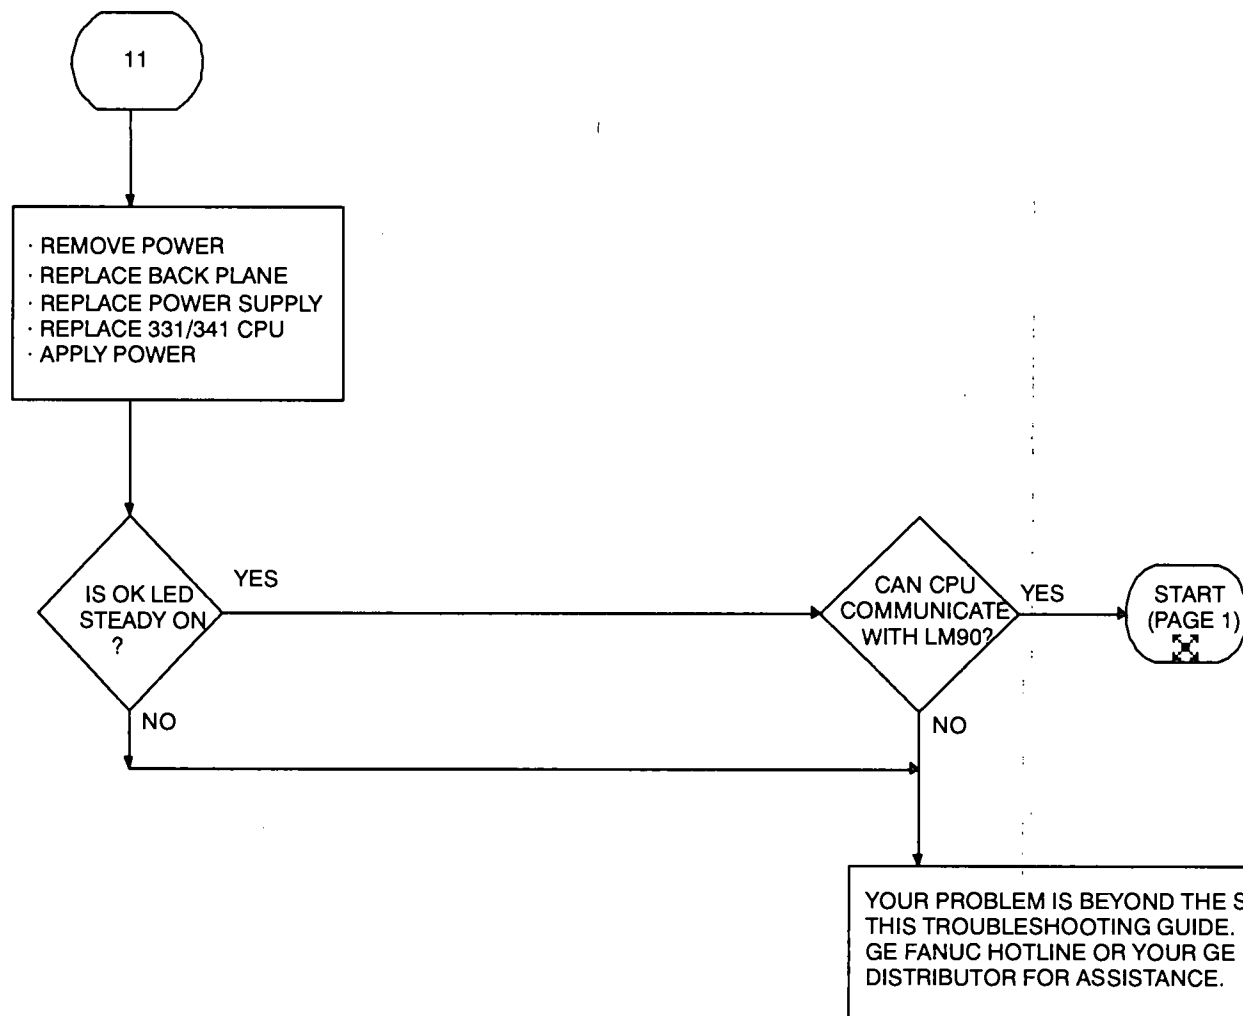 11
· REMOVE POWER
· REPLACE BACK PLANE
· REPLACE POWER SUPPLY
· REPLACE 331/341 CPU
· APPLY POWER
IS OK LED
STEADY ON
?
YES
NO
CAN CPU
COMMUNICATE
WITH LM90?
YES
NO
START
(PAGE 1)
YOUR PROBLEM IS BEYOND THE S
THIS TROUBLESHOOTING GUIDE.
GE FANUC HOTLINE OR YOUR GE
DISTRIBUTOR FOR ASSISTANCE.